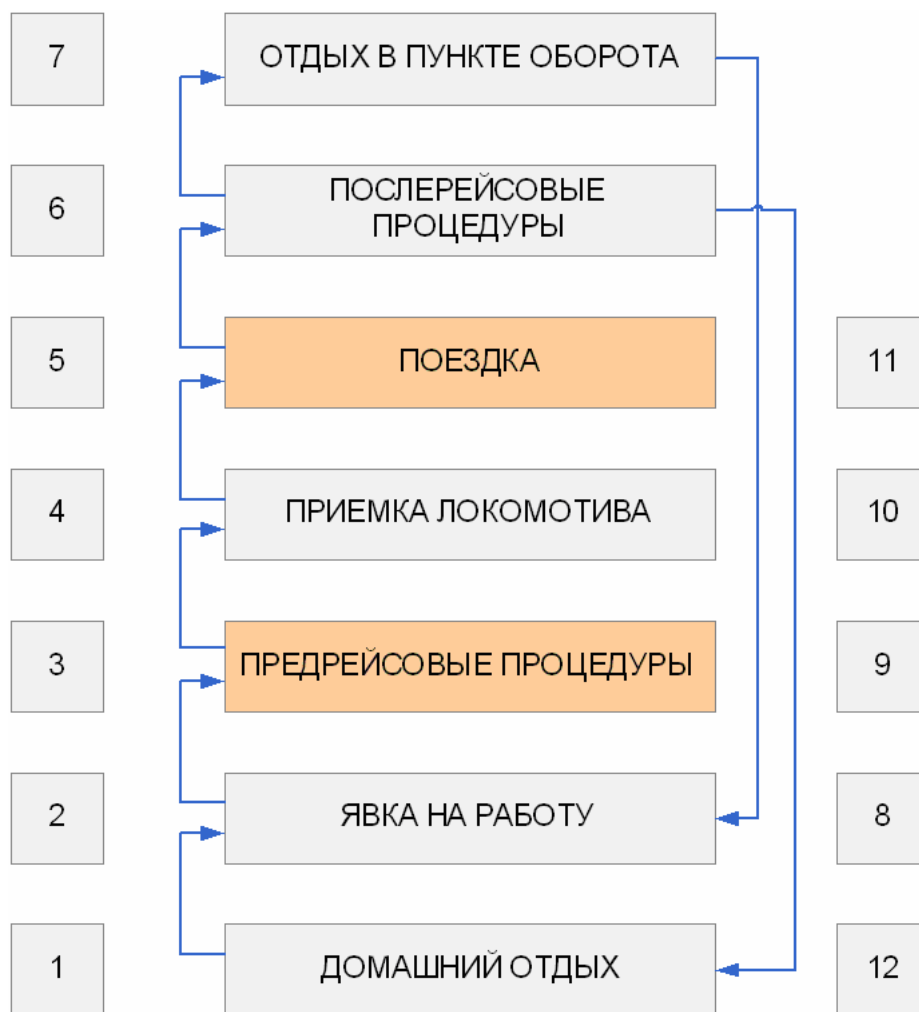 7
ОТДЫХ В ПУНКТЕ ОБОРОТА
6
ПОСЛЕРЕЙСОВЫЕ
ПРОЦЕДУРЫ
5
ПОЕЗДКА
11
4
ПРИЕМКА ЛОКОМОТИВА
10
3
ПРЕДРЕЙСОВЫЕ ПРОЦЕДУРЫ
9
2
ЯВКА НА РАБОТУ
8
1
ДОМАШНИЙ ОТДЫХ
12